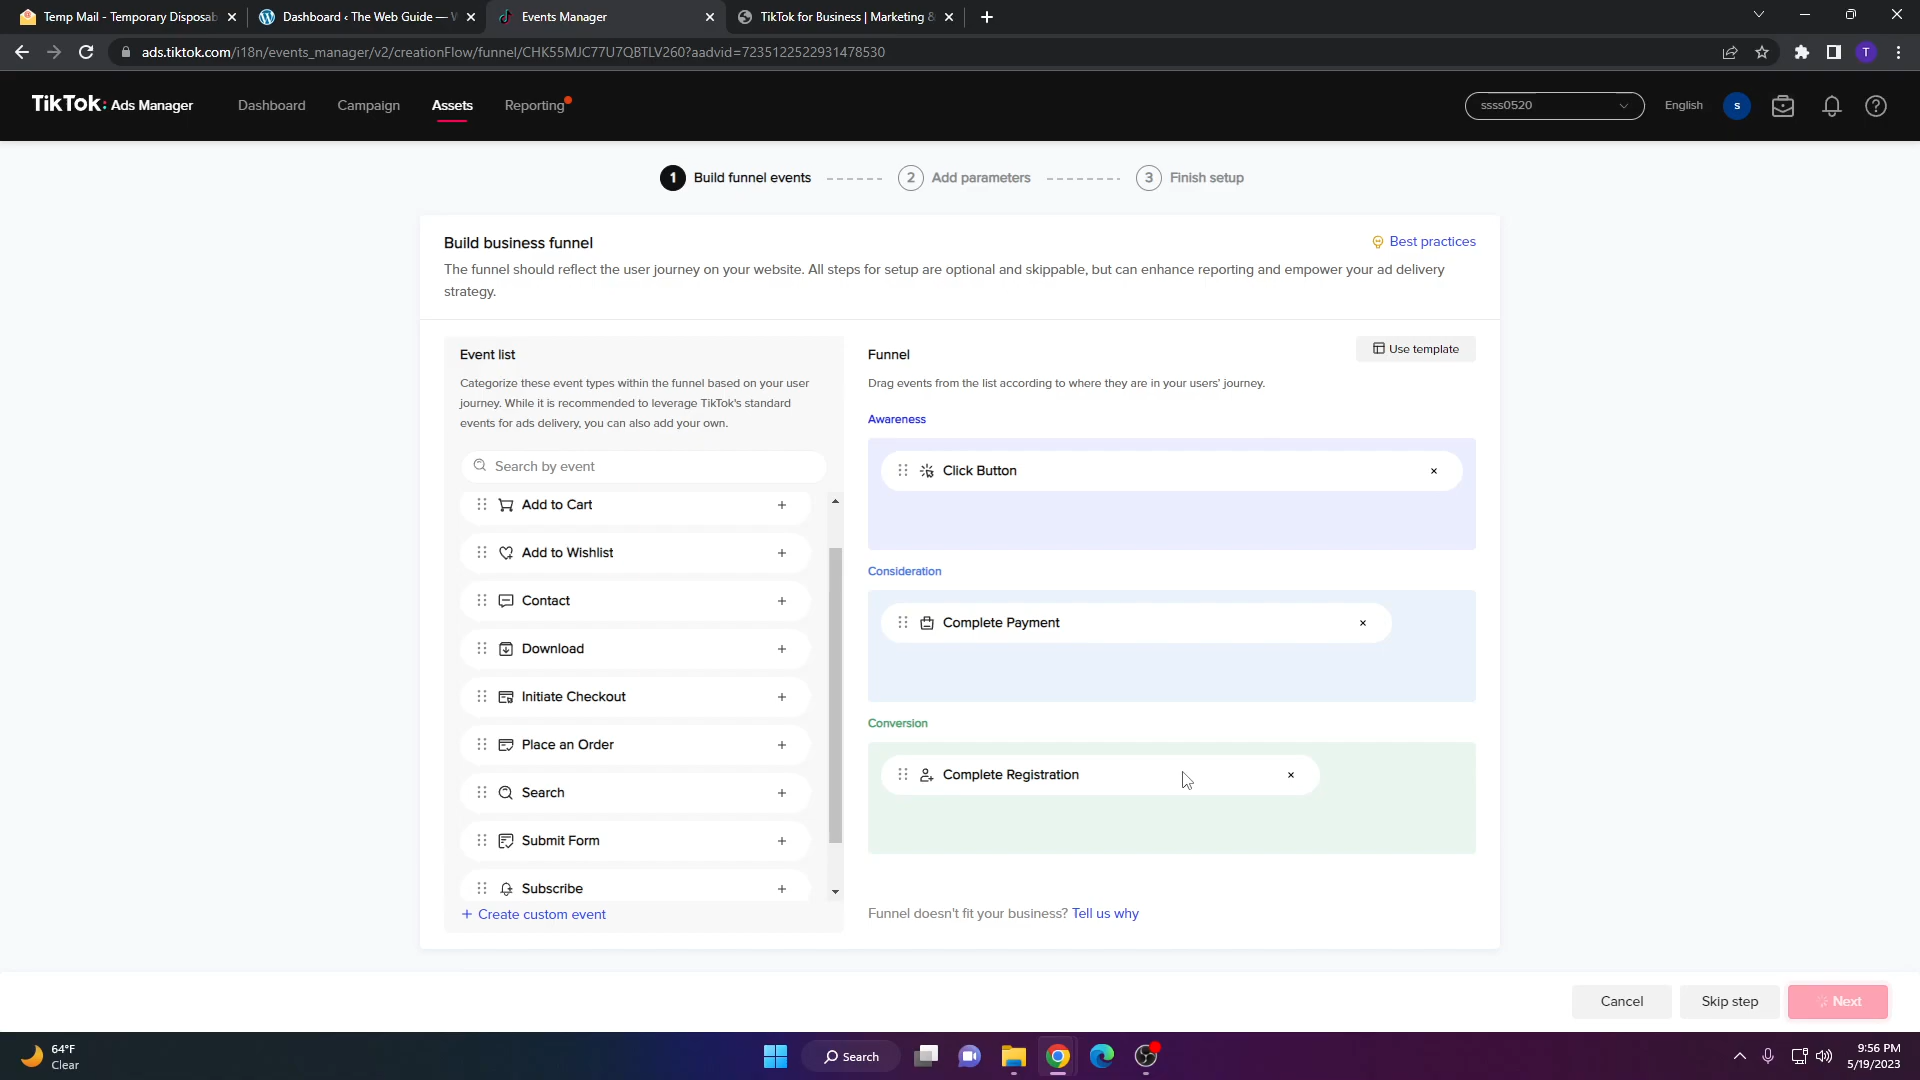 Temp Mail - Temporary Disposab
Dashboard ‹ The Web Guide — W
Events Manager
TikTok for Business | Marketing &
ads.tiktok.com/i18n/events_manager/v2/creationFlow/funnel/CHK55MJC77U7QBTLV260?aadvid=7235122522931478530
T
TikTok: Ads Manager
Dashboard
Campaign
Assets
Reporting
ssss0520
English
s
1 Build funnel events
2 Add parameters
3 Finish setup
Build business funnel
Best practices
The funnel should reflect the user journey on your website. All steps for setup are optional and skippable, but can enhance reporting and empower your ad delivery
strategy.
Event list
Categorize these event types within the funnel based on your user
journey. While it is recommended to leverage TikTok's standard
events for ads delivery, you can also add your own.
Search by event
Add to Cart
Add to Wishlist
Contact
Download
Initiate Checkout
Place an Order
Search
Submit Form
Subscribe
+ Create custom event
Funnel
Use template
Drag events from the list according to where they are in your users' journey.
Awareness
Click Button
Consideration
Complete Payment
Conversion
Complete Registration
Funnel doesn't fit your business? Tell us why
Cancel
Skip step
Next
64°F
Clear
Search
9:56 PM
5/19/2023